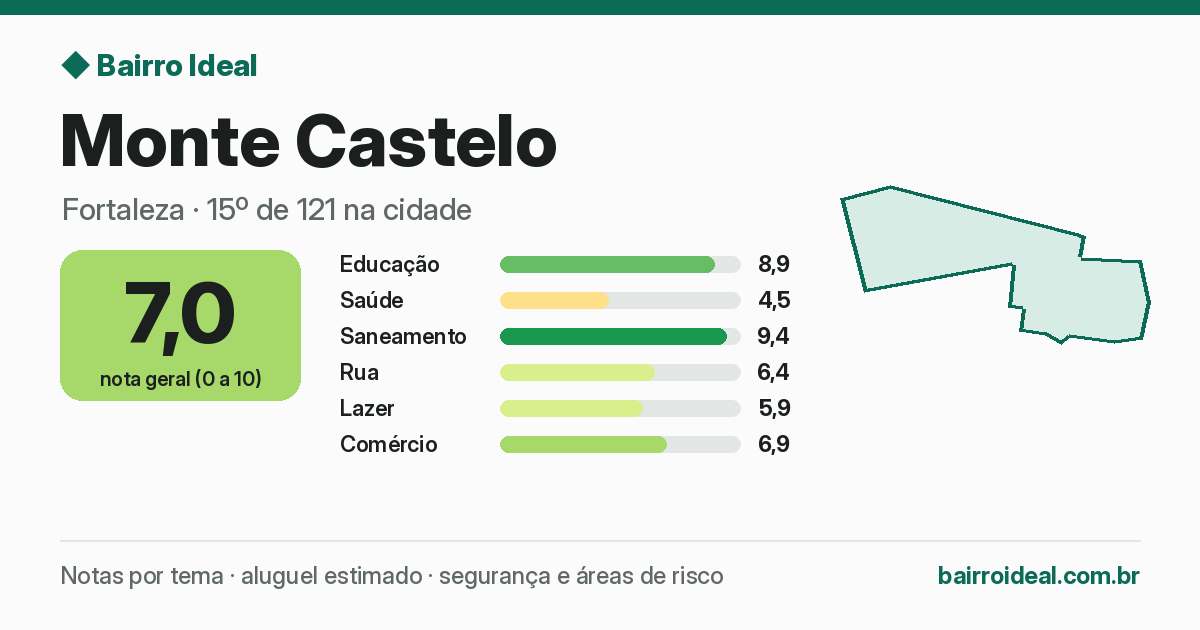 Bairro Ideal
Monte Castelo
Fortaleza · 15º de 121 na cidade
7,0
nota geral (0 a 10)
Educação 8,9
Saúde 4,5
Saneamento 9,4
Rua 6,4
Lazer 5,9
Comércio 6,9
Notas por tema · aluguel estimado · segurança e áreas de risco
bairroideal.com.br